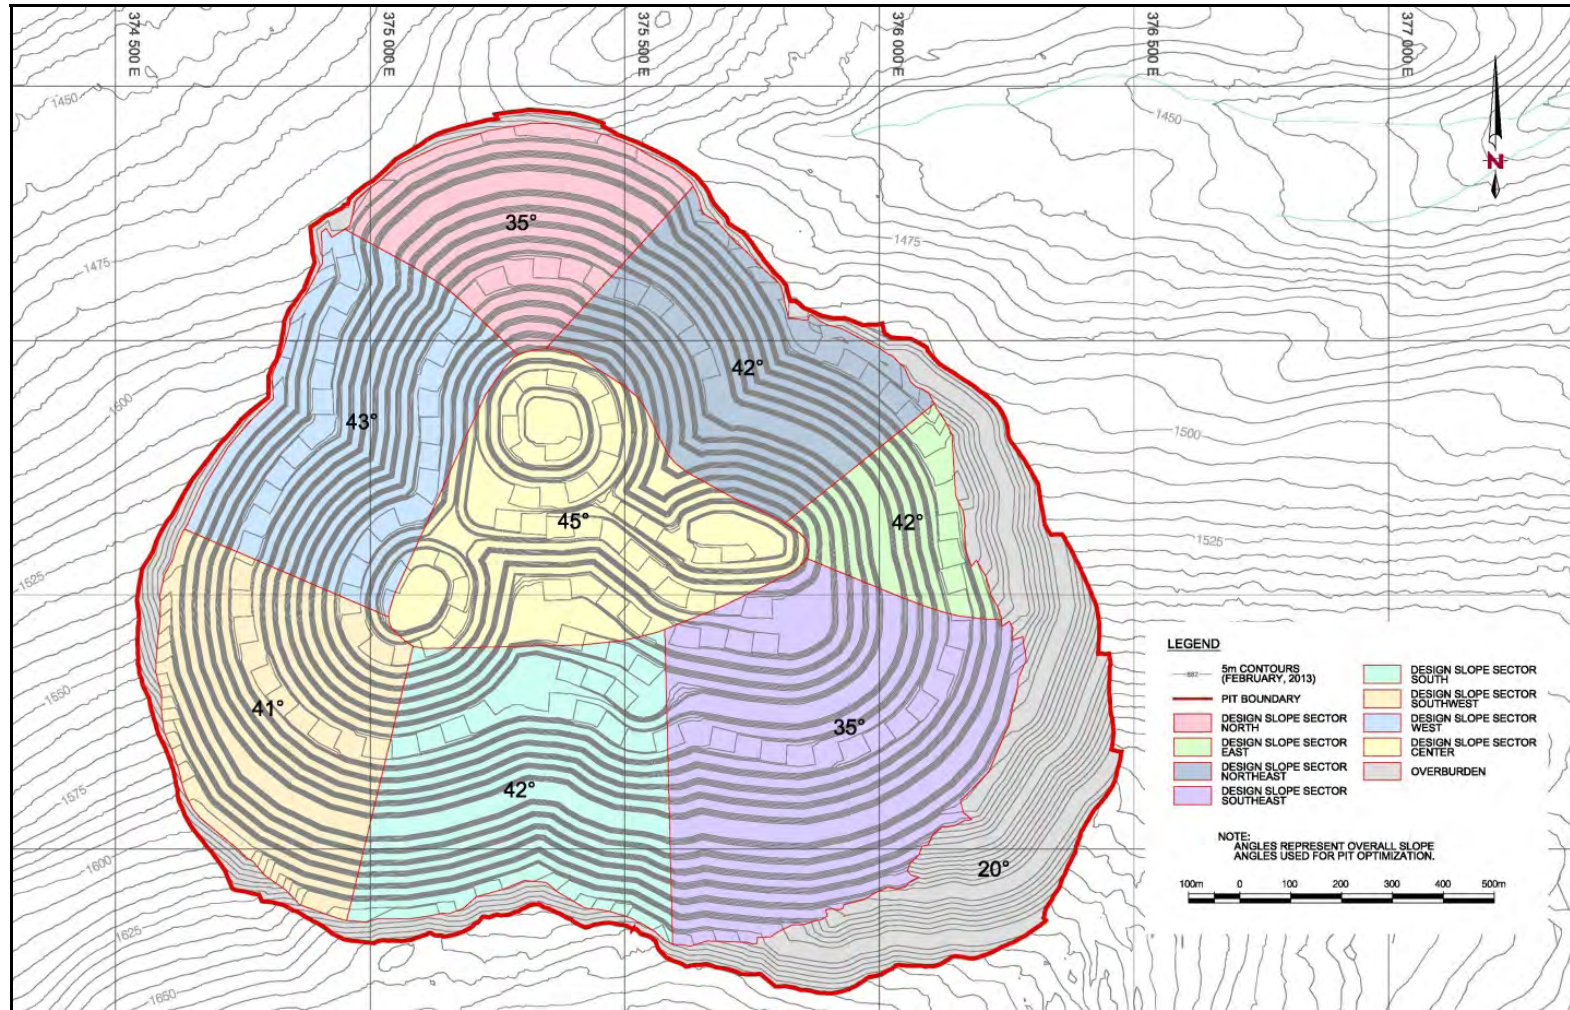 374 500 E
375 000 E
375 500 E
376 000 E
376 500 E
377 000 E
1450
1450
N
35°
1475
1475
42°
1500
43°
1500
45°
42°
1525
1525
LEGEND
5m CONTOURS
(FEBRUARY, 2013)
PIT BOUNDARY
DESIGN SLOPE SECTOR
NORTH
DESIGN SLOPE SECTOR
EAST
DESIGN SLOPE SECTOR
NORTHEAST
DESIGN SLOPE SECTOR
SOUTHEAST
DESIGN SLOPE SECTOR
SOUTH
DESIGN SLOPE SECTOR
SOUTHWEST
DESIGN SLOPE SECTOR
WEST
DESIGN SLOPE SECTOR
CENTER
OVERBURDEN
1550
41°
35°
1575
42°
NOTE:
ANGLES REPRESENT OVERALL SLOPE
ANGLES USED FOR PIT OPTIMIZATION.
1600
20°
100m 0 100 200 300 400 500m
1625
1650